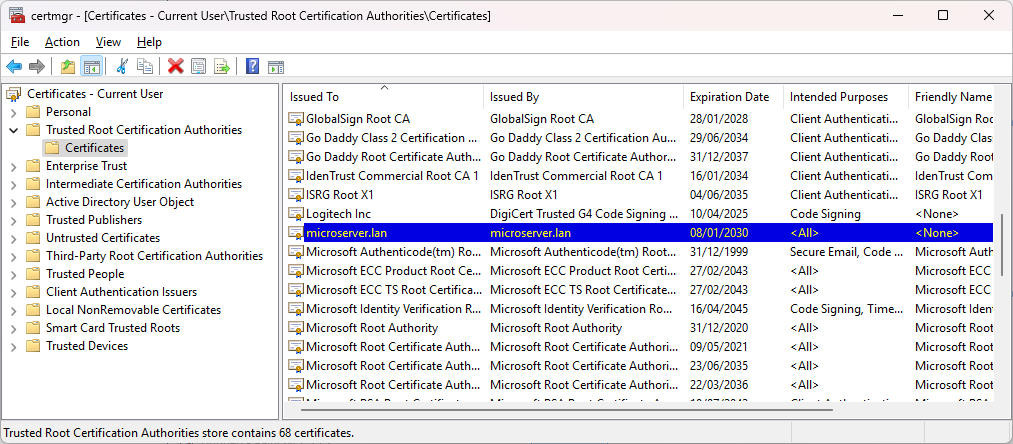 certmgr - [Certificates - Current User\Trusted Root Certification Authorities\Certificates]
File Action View Help
Certificates - Current User
Personal
Trusted Root Certification Authorities
Certificates
Enterprise Trust
Intermediate Certification Authorities
Active Directory User Object
Trusted Publishers
Untrusted Certificates
Third-Party Root Certification Authorities
Trusted People
Client Authentication Issuers
Local NonRemovable Certificates
Smart Card Trusted Roots
Trusted Devices
Issued To Issued By Expiration Date Intended Purposes Friendly Name
GlobalSign Root CA GlobalSign Root CA 28/01/2028 Client Authenticati... GlobalSign Roo
Go Daddy Class 2 Certification ... Go Daddy Class 2 Certification Au... 29/06/2034 Client Authenticati... Go Daddy Class
Go Daddy Root Certificate Auth... Go Daddy Root Certificate Author... 31/12/2037 Client Authenticati... Go Daddy Root
IdenTrust Commercial Root CA 1 IdenTrust Commercial Root CA 1 16/01/2034 Client Authenticati... IdenTrust Com
ISRG Root X1 ISRG Root X1 04/06/2035 Client Authenticati... ISRG Root X1
Logitech Inc DigiCert Trusted G4 Code Signing ... 10/04/2025 Code Signing <None>
microserver.lan microserver.lan 08/01/2030 <All> <None>
Microsoft Authenticode(tm) Ro... Microsoft Authenticode(tm) Root... 31/12/1999 Secure Email, Code ... Microsoft Auth
Microsoft ECC Product Root Ce... Microsoft ECC Product Root Certi... 27/02/2043 <All> Microsoft ECC
Microsoft ECC TS Root Certifica... Microsoft ECC TS Root Certificate... 27/02/2043 <All> Microsoft ECC
Microsoft Identity Verification R... Microsoft Identity Verification Ro... 16/04/2045 Code Signing, Time... Microsoft Iden
Microsoft Root Authority Microsoft Root Authority 31/12/2020 <All> Microsoft Root
Microsoft Root Certificate Auth... Microsoft Root Certificate Authori... 09/05/2021 <All> Microsoft Root
Microsoft Root Certificate Auth... Microsoft Root Certificate Authori... 23/06/2035 <All> Microsoft Root
Microsoft Root Certificate Auth... Microsoft Root Certificate Authori... 22/03/2036 <All> Microsoft Root
Trusted Root Certification Authorities store contains 68 certificates.